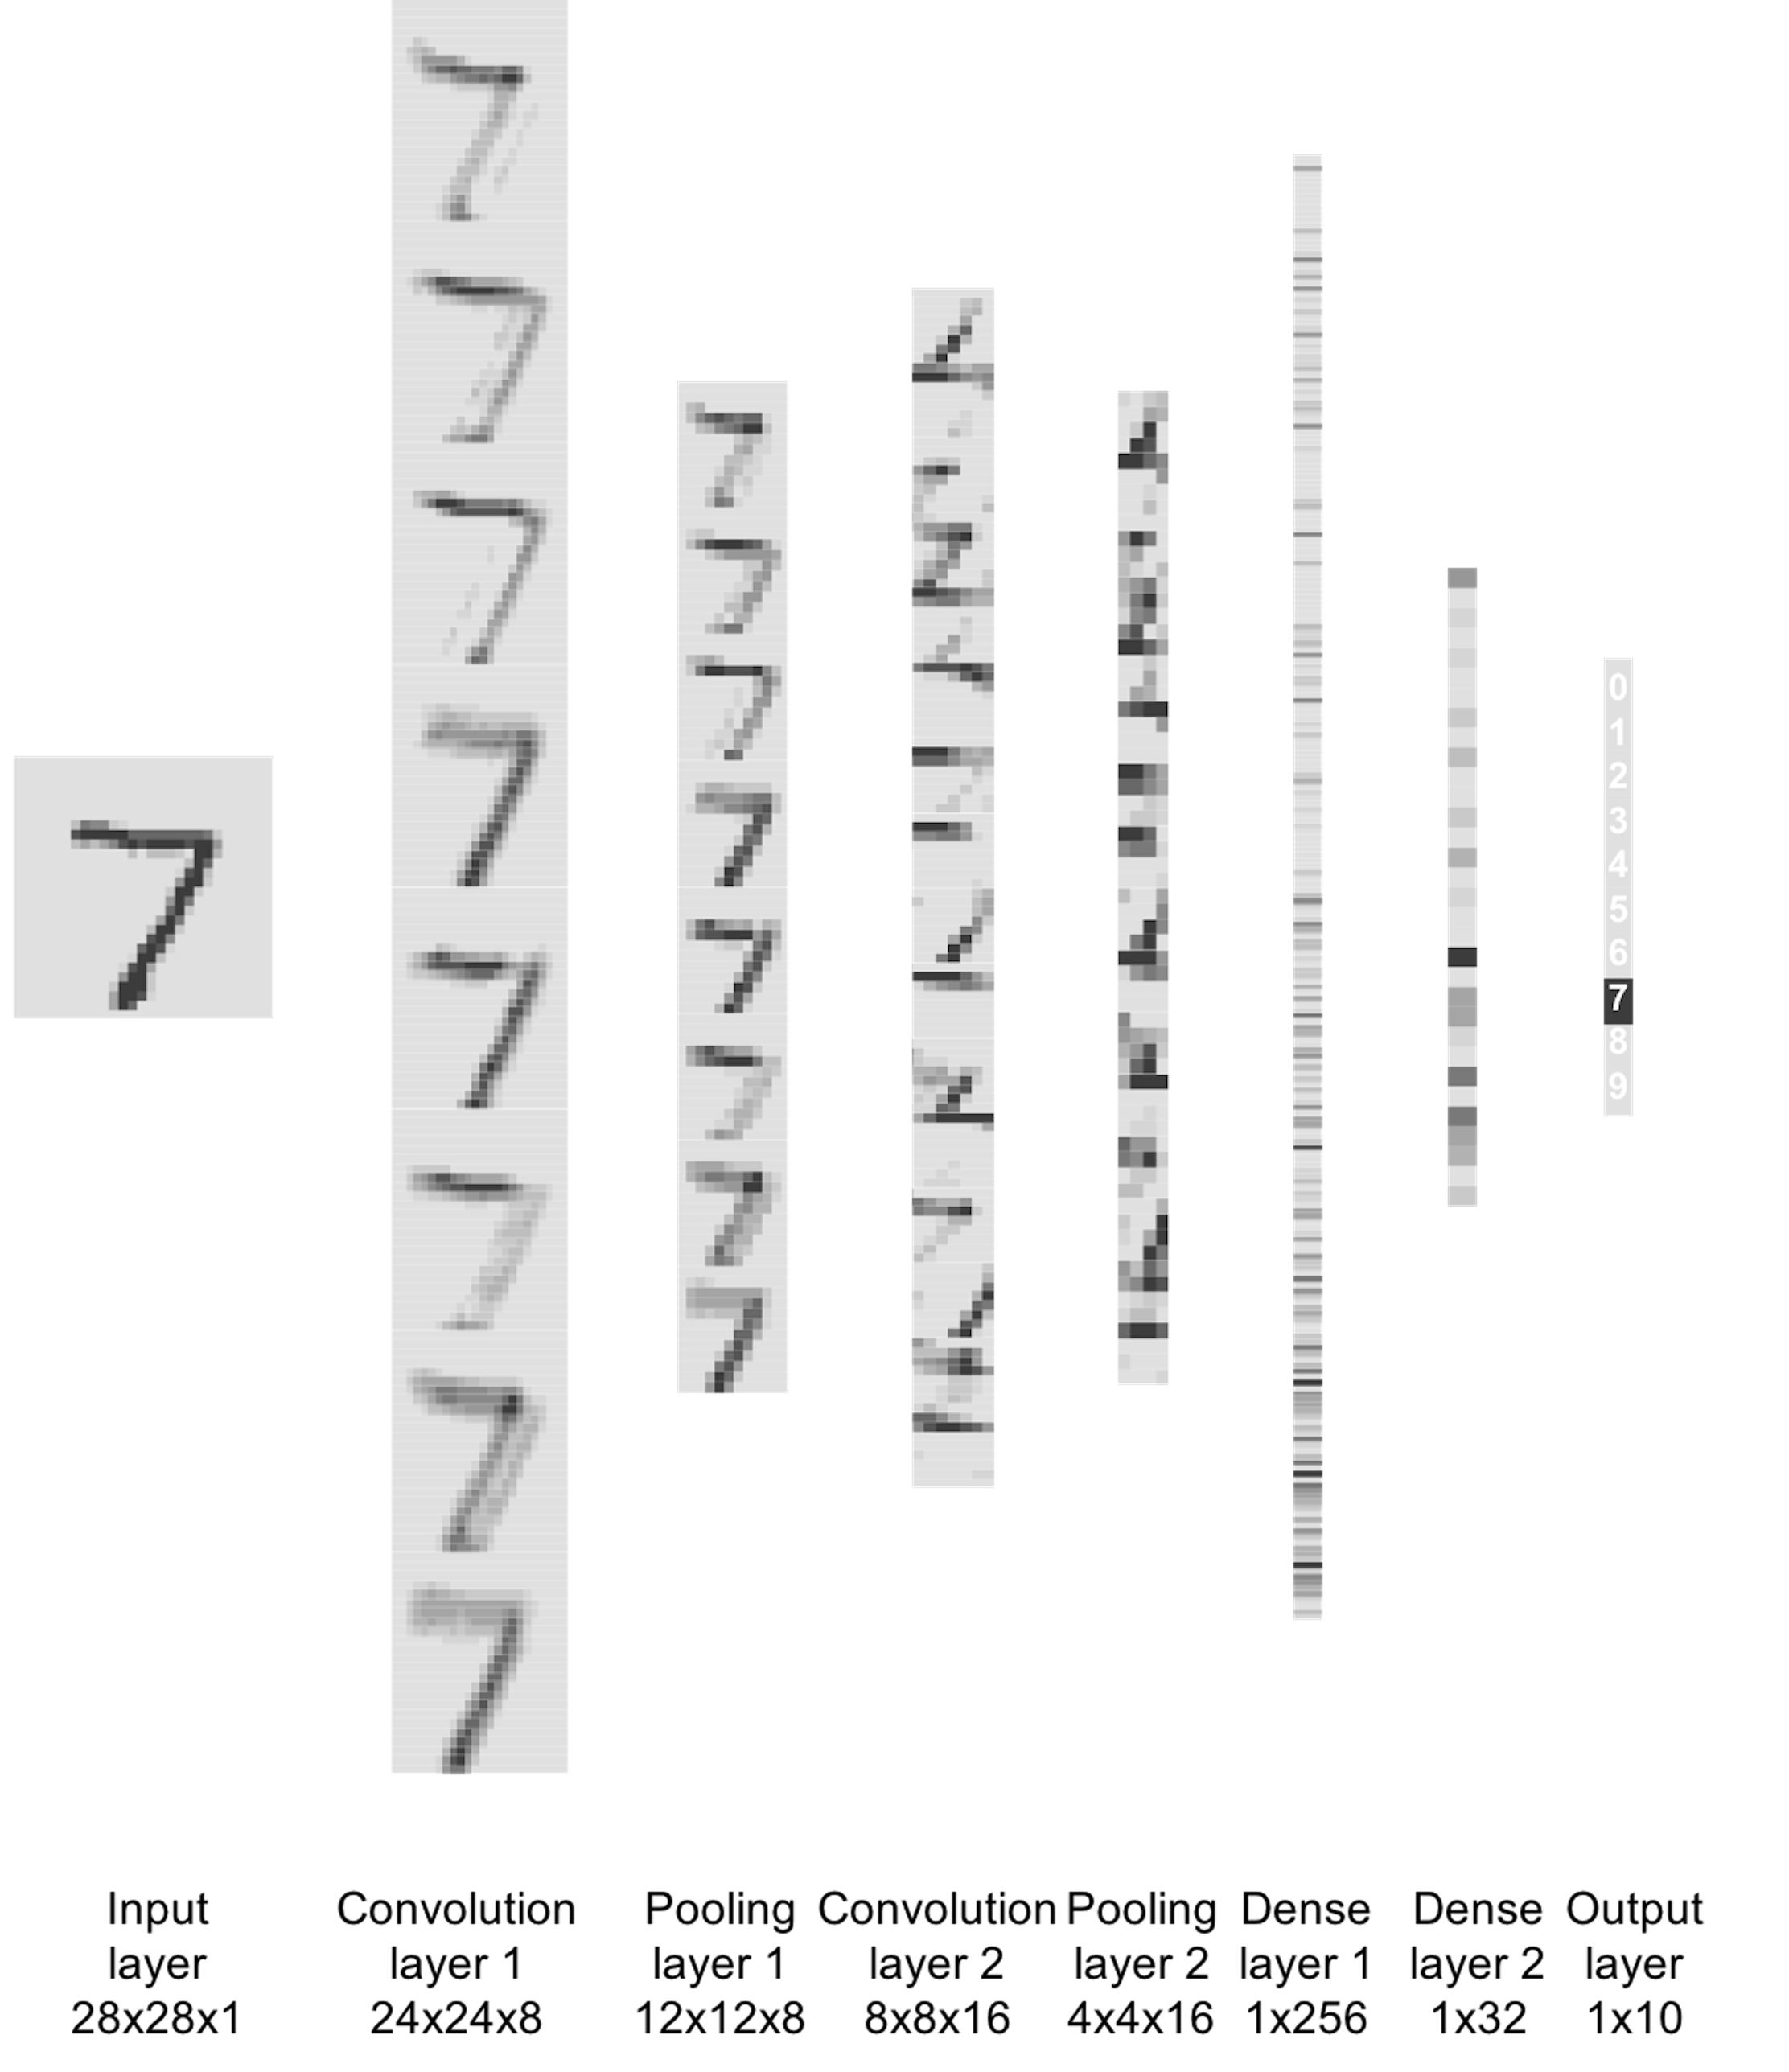 0
1
2
3
4
5
6
7
8
9
Input
layer
28x28x1
Convolution
layer 1
24x24x8
Pooling
layer 1
12x12x8
Convolution
layer 2
8x8x16
Pooling
layer 2
4x4x16
Dense
layer 1
1x256
Dense
layer 2
1x32
Output
layer
1x10